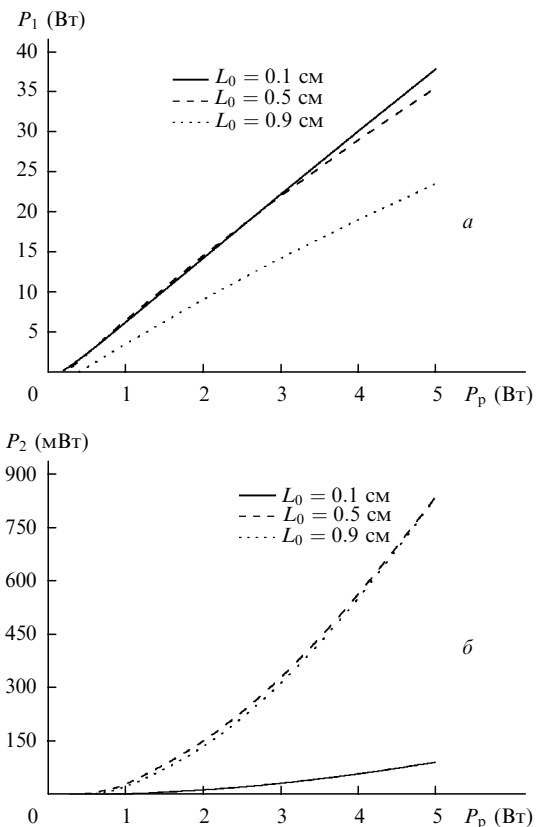 P₁ (Вт)
40
35
30
25
20
15
10
5
0
1
2
3
4
5
Pₚ (Вт)
L₀ = 0.1 см
L₀ = 0.5 см
L₀ = 0.9 см
а
P₂ (мВт)
900
750
600
450
300
150
0
1
2
3
4
5
Pₚ (Вт)
L₀ = 0.1 см
L₀ = 0.5 см
L₀ = 0.9 см
б